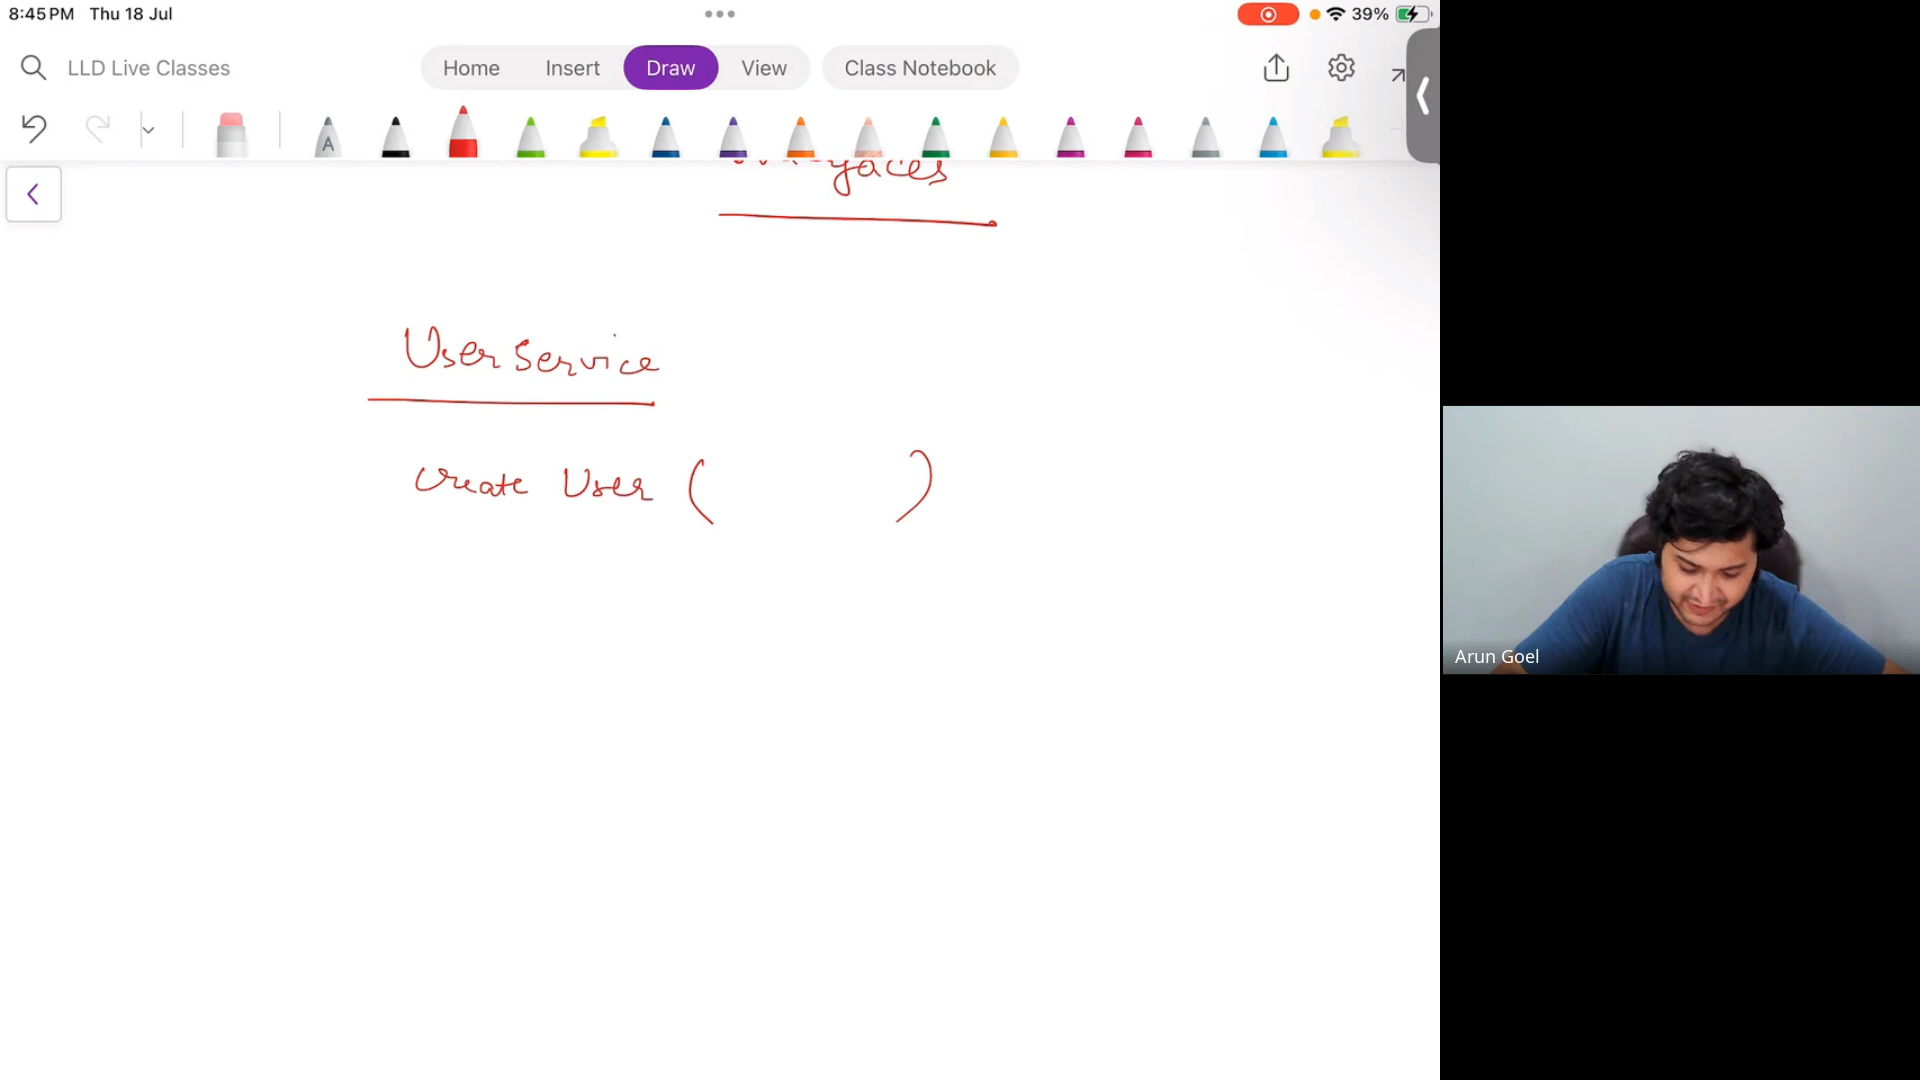 8:45 PM Thu 18 Jul 39%
LLD Live Classes Home Insert Draw View Class Notebook
A
User Service
Create User ( )
Arun Goel